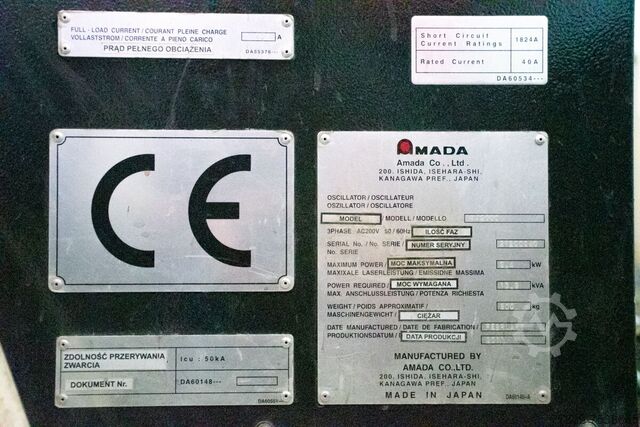 FULL-LOAD CURRENT/COURANT PLEINE CHARGE
VOLLASTSTROM/CORRENTE A PIENO CARICO A
PRĄD PEŁNEGO OBCIĄŻENIA
DA55376---
Short Circuit
Current Ratings 1824A
Rated Current 40A
DA60534---
CE
AMADA
Amada Co., Ltd.
200, ISHIDA, ISEHARA-SHI,
KANAGAWA PREF., JAPAN
OSCILLATOR/OSCILLATEUR
OSZILLATOR/OSCILLATORE
MODEL / MODELL/MODELLO
3PHASE AC200V 50/60Hz ILOŚĆ FAZ
SERIAL No./No. SERIE/ NUMER SERYJNY
No. SERIE
MAXIMUM POWER/ MOC MAKSYMALNA kW
MAXIXALE LASERLEISTUNG/EMISSIONE MASSIMA
POWER REQUIRED/ MOC WYMAGANA kVA
MAX. ANSCHLUSSLEISTUNG/POTENZA RICHIESTA
WEIGHT/POIDS APPROXIMATIF/ kg
MASCHINENGEWICHT/ CIĘŻAR
DATE MANUFACTURED/DATE DE FABRICATION/
PRODUKTIONSDATUM/ DATA PRODUKCJI
MANUFACTURED BY
AMADA CO.,LTD.
200, ISHIDA, ISEHARA-SHI,
KANAGAWA PREF., JAPAN
MADE IN JAPAN
DA60149-A
ZDOLNOŚĆ PRZERYWANIA
ZWARCIA Icu : 50kA
DOKUMENT Nr. DA60148---
DA60551---